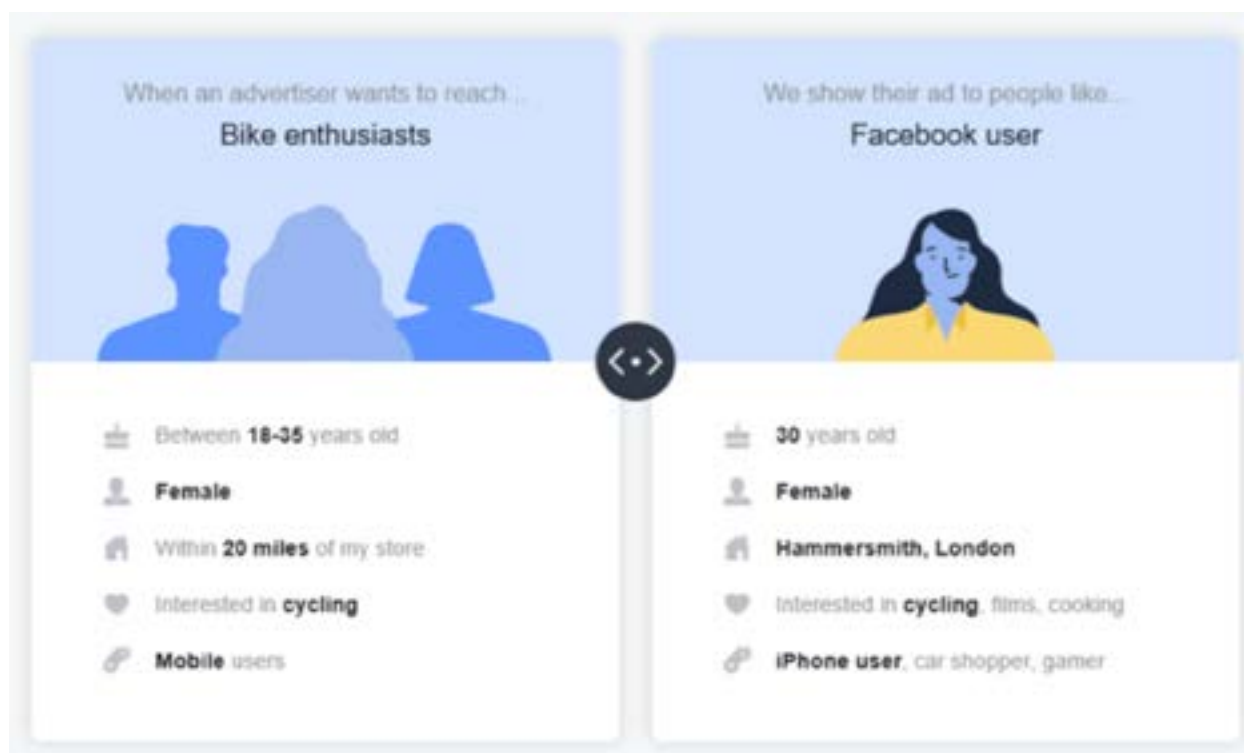 When an advertiser wants to reach...
Bike enthusiasts
Between 18-35 years old
Female
Within 20 miles of my store
Interested in cycling
Mobile users
We show their ad to people like...
Facebook user
30 years old
Female
Hammersmith, London
Interested in cycling, films, cooking
iPhone user, car shopper, gamer